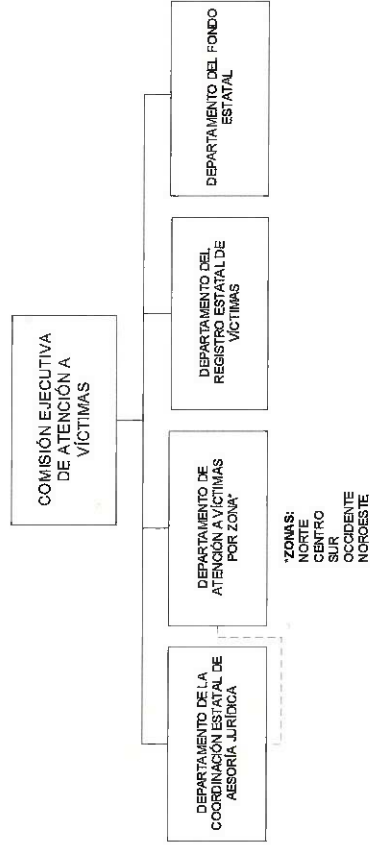 COMISIÓN EJECUTIVA
DE ATENCIÓN A
VÍCTIMAS
DEPARTAMENTO DE LA
COORDINACIÓN ESTATAL DE
AESORÍA JURÍDICA
DEPARTAMENTO DE
ATENCIÓN A VÍCTIMAS
POR ZONA*
DEPARTAMENTO DEL
REGISTRO ESTATAL DE
VÍCTIMAS
DEPARTAMENTO DEL FONDO
ESTATAL
*ZONAS:
NORTE
CENTRO
SUR
OCCIDENTE
NOROESTE